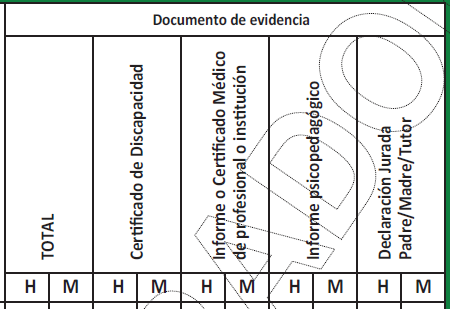 Documento de evidencia
TOTAL
Certificado de Discapacidad
Informe o Certificado Médico
de profesional o institución
Informe psicopedagógico
Declaración Jurada
Padre/Madre/Tutor
H M H M H M H M H M